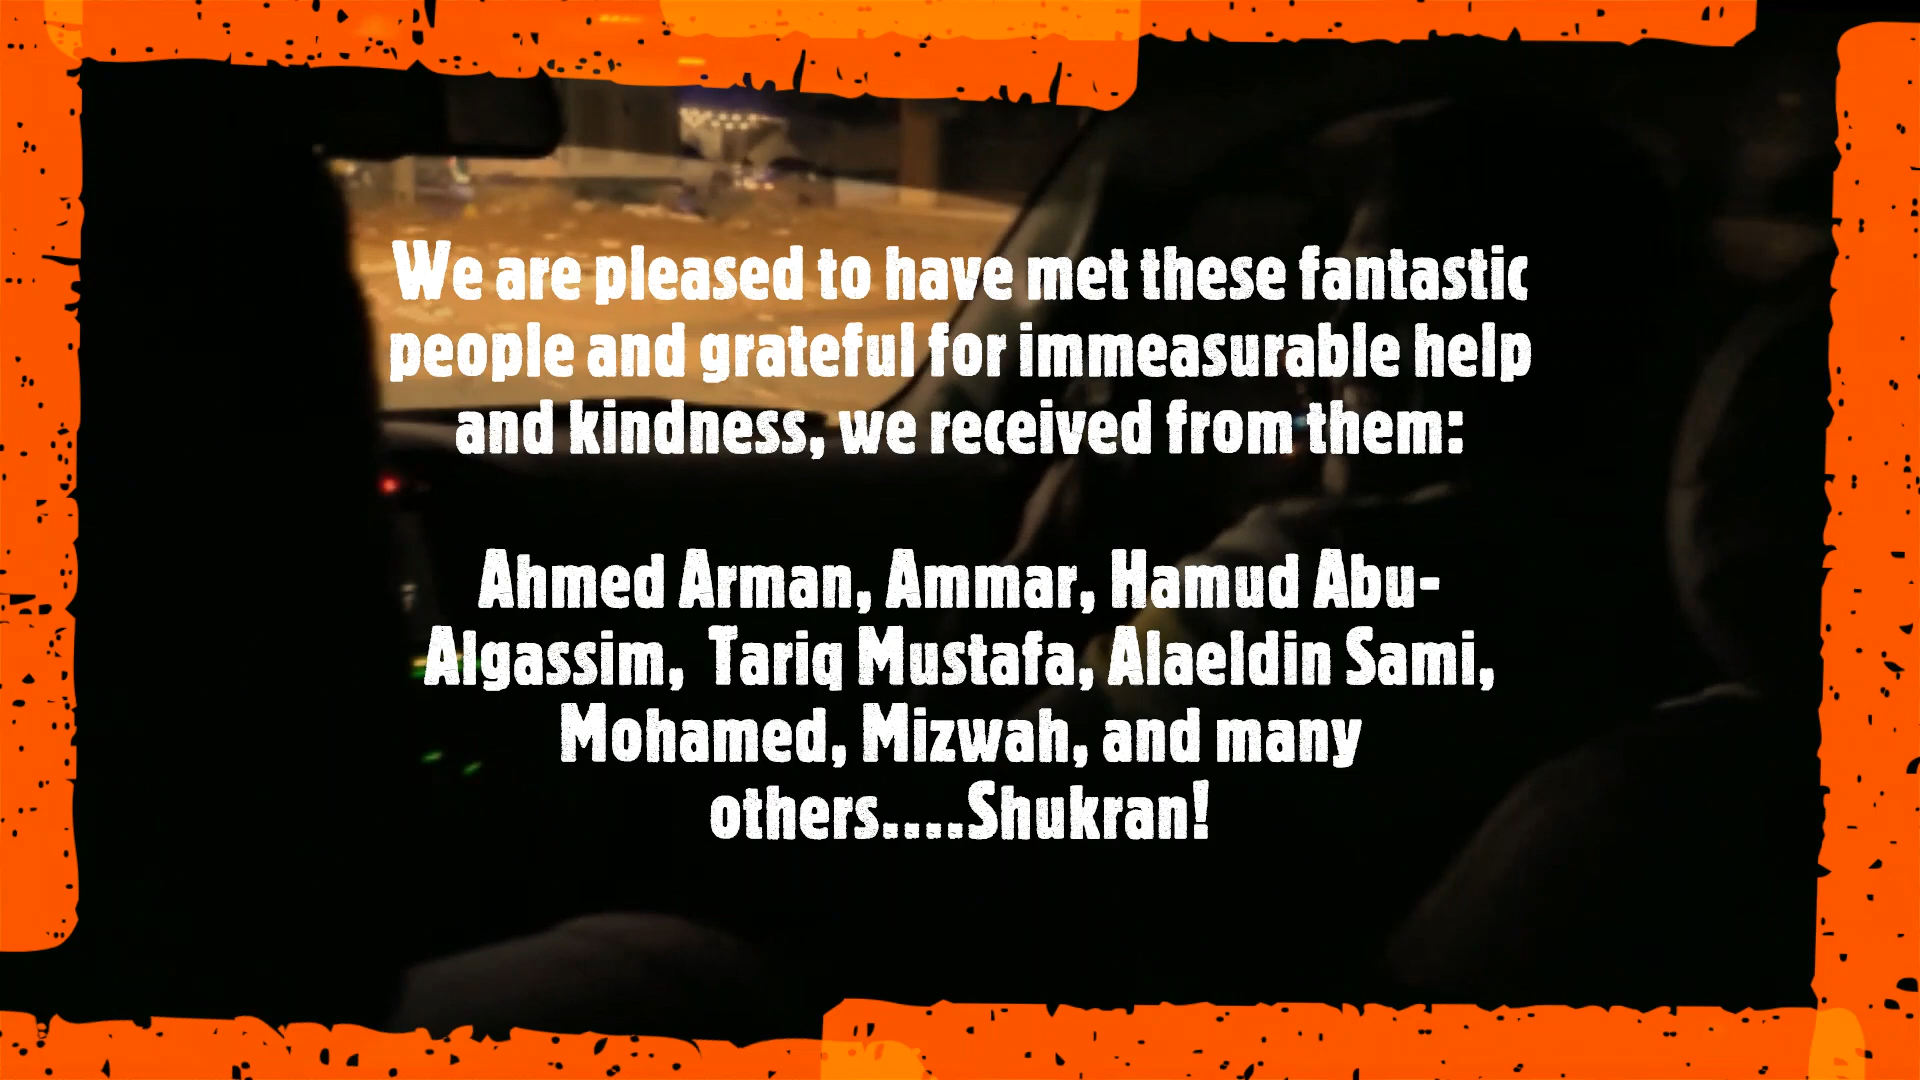 We are pleased to have met these fantastic
people and grateful for immeasurable help
and kindness, we received from them:
Ahmed Arman, Ammar, Hamud Abu-
Algassim, Tariq Mustafa, Alaeldin Sami,
Mohamed, Mizwah, and many
others....Shukran!